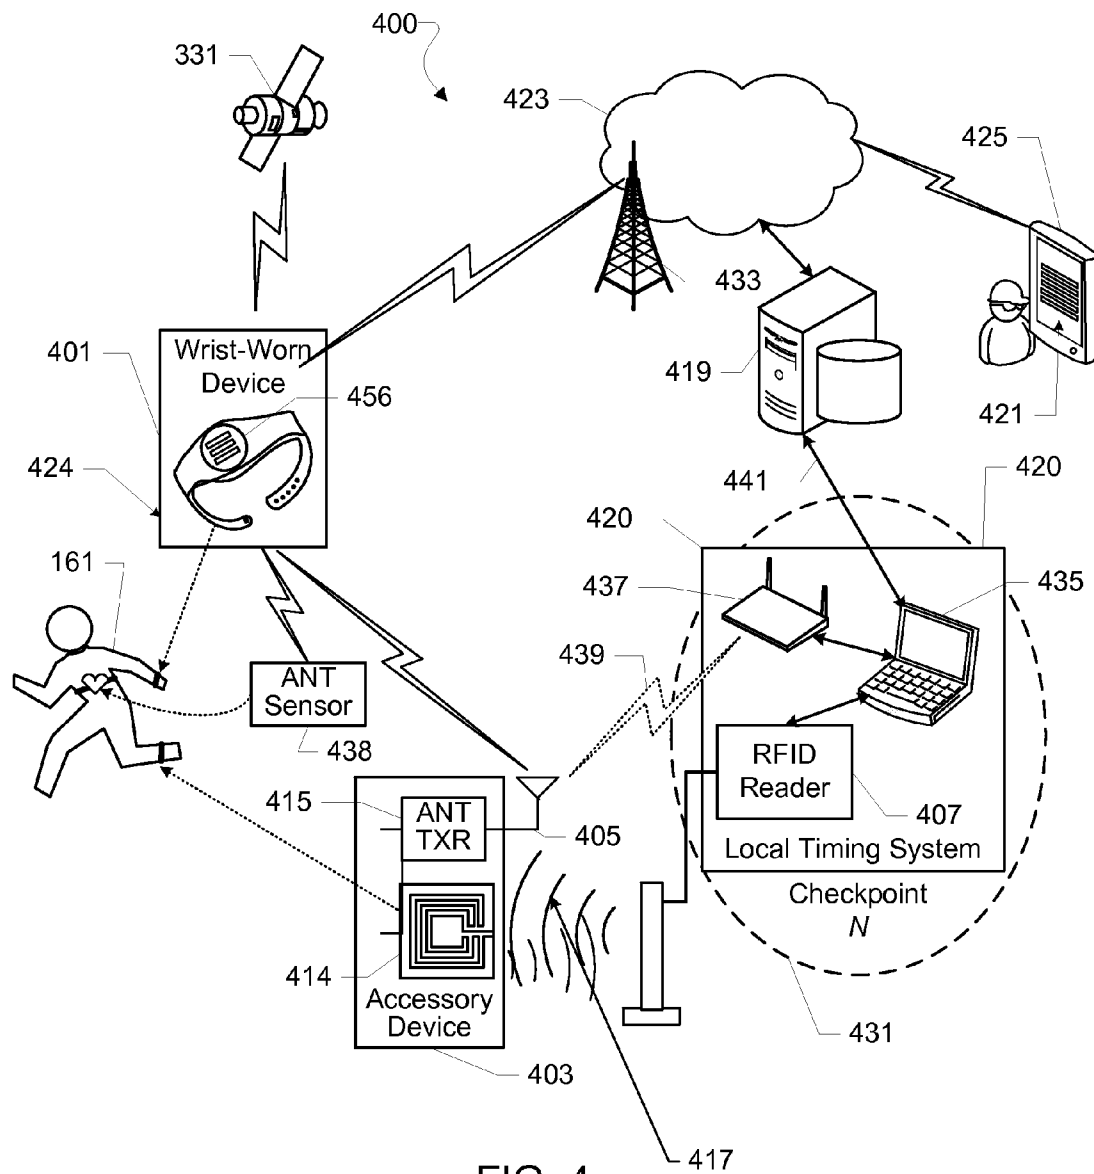 400
331
423
425
433
401
Wrist-Worn
Device
456
419
421
424
441
420
420
161
437
435
439
ANT
Sensor
438
RFID
Reader
415
ANT
TXR
405
407
Local Timing System
Checkpoint
N
414
Accessory
Device
431
403
417
FIG. 4